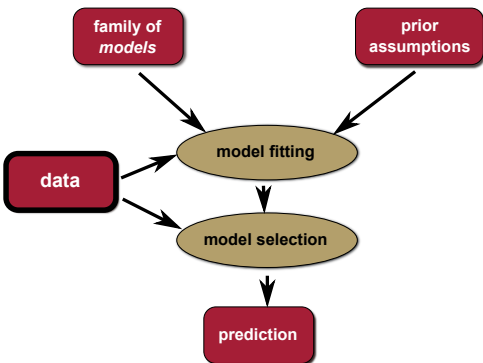 family of
models
prior
assumptions
model fitting
data
model selection
prediction